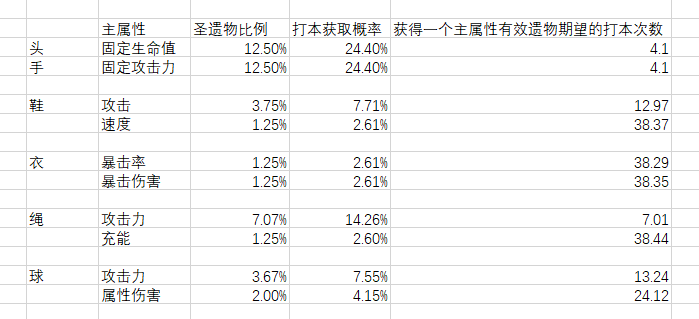 主属性 圣遗物比例 打本获取概率 获得一个主属性有效遗物期望的打本次数
头 固定生命值 12.50% 24.40% 4.1
手 固定攻击力 12.50% 24.40% 4.1
鞋 攻击 3.75% 7.71% 12.97
速度 1.25% 2.61% 38.37
衣 暴击率 1.25% 2.61% 38.29
暴击伤害 1.25% 2.61% 38.35
绳 攻击力 7.07% 14.26% 7.01
充能 1.25% 2.60% 38.44
球 攻击力 3.67% 7.55% 13.24
属性伤害 2.00% 4.15% 24.12